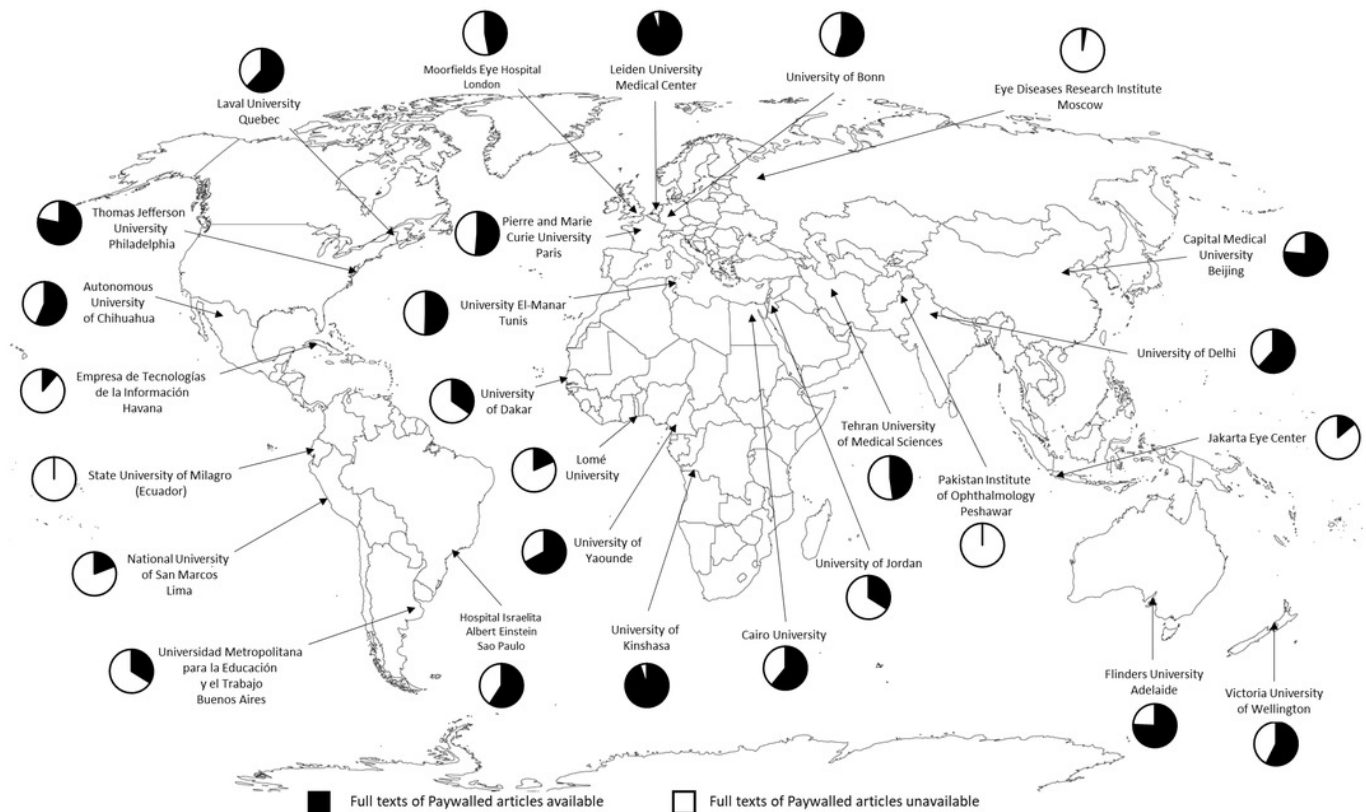 Moorfields Eye Hospital
London
Leiden University
Medical Center
University of Bonn
Eye Diseases Research Institute
Moscow
Laval University
Quebec
Thomas Jefferson
University
Philadelphia
Pierre and Marie
Curie University
Paris
Capital Medical
University
Beijing
Autonomous
University
of Chihuahua
University El-Manar
Tunis
University of Delhi
Empresa de Tecnologías
de la Información
Havana
University
of Dakar
Tehran University
of Medical Sciences
Jakarta Eye Center
State University of Milagro
(Ecuador)
Lomé
University
Pakistan Institute
of Ophthalmology
Peshawar
National University
of San Marcos
Lima
University of
Yaounde
University of Jordan
Universidad Metropolitana
para la Educación
y el Trabajo
Buenos Aires
Hospital Israelita
Albert Einstein
Sao Paulo
University of
Kinshasa
Cairo University
Flinders University
Adelaide
Victoria University
of Wellington
Full texts of Paywalled articles available
Full texts of Paywalled articles unavailable